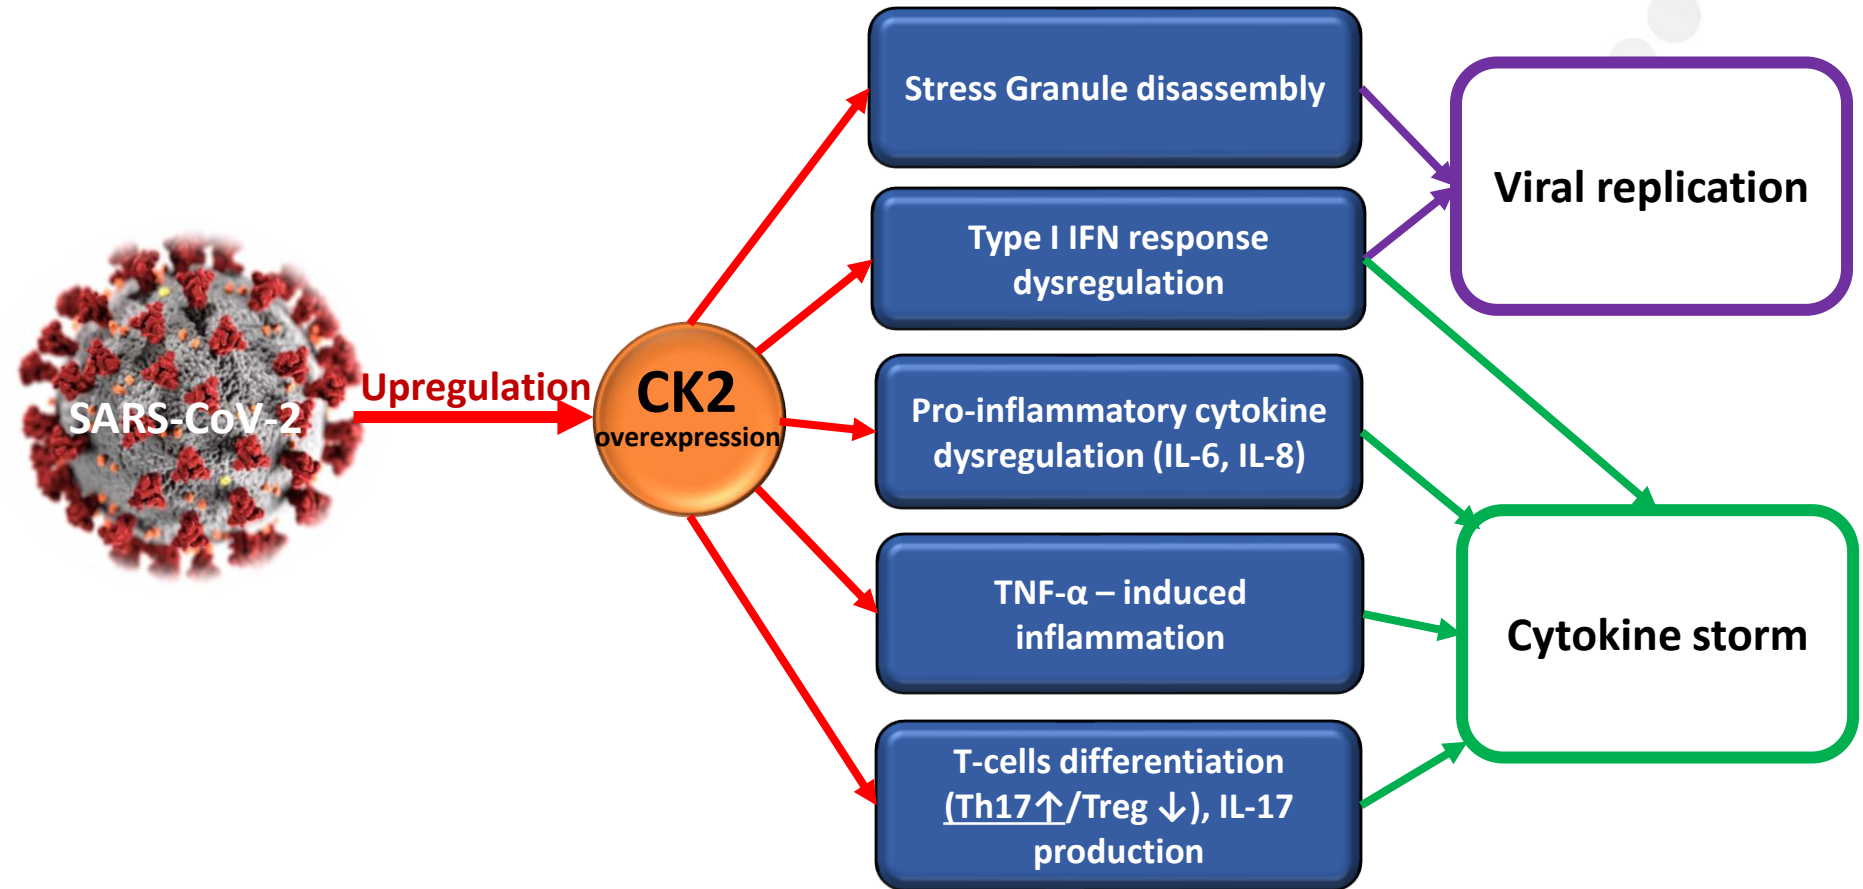 SARS-CoV-2
Upregulation
CK2
overexpression
Stress Granule disassembly
Type I IFN response
dysregulation
Pro-inflammatory cytokine
dysregulation (IL-6, IL-8)
TNF-α – induced
inflammation
T-cells differentiation
(Th17↑/Treg ↓), IL-17
production
Viral replication
Cytokine storm